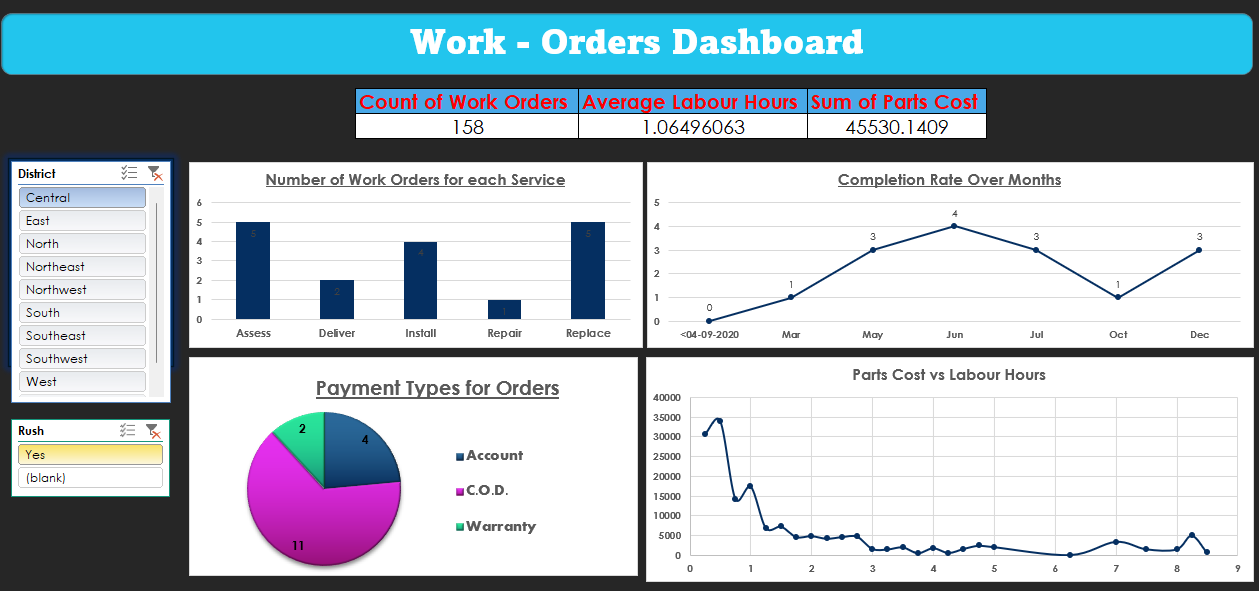 Work - Orders Dashboard
Count of Work Orders Average Labour Hours Sum of Parts Cost
158 1.06496063 45530.1409
District
Central
East
North
Northeast
Northwest
South
Southeast
Southwest
West
Rush
Yes
(blank)
Number of Work Orders for each Service
6
5
4
3
2
1
0
5 2 4 1 5
Assess Deliver Install Repair Replace
Completion Rate Over Months
5
4
3
2
1
0
0 1 3 4 3 1 3
<04-09-2020 Mar May Jun Jul Oct Dec
Payment Types for Orders
2
4
11
Account
C.O.D.
Warranty
Parts Cost vs Labour Hours
40000
35000
30000
25000
20000
15000
10000
5000
0
0 1 2 3 4 5 6 7 8 9